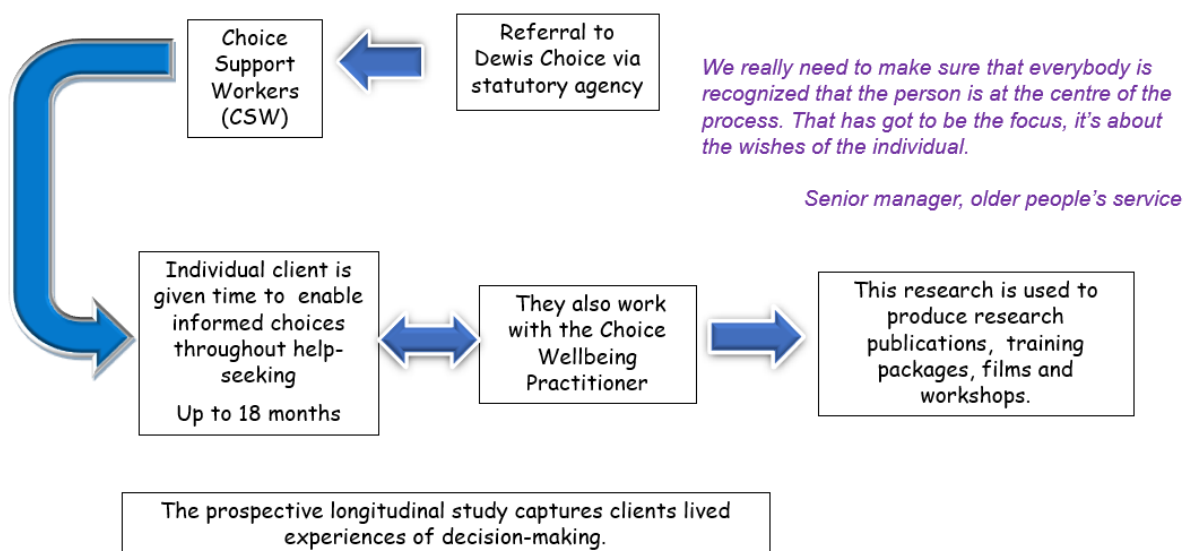 Choice
Support
Workers
(CSW)
Referral to
Dewis Choice via
statutory agency
We really need to make sure that everybody is
recognized that the person is at the centre of the
process. That has got to be the focus, it's about
the wishes of the individual.
Senior manager, older people's service
Individual client is
given time to enable
informed choices
throughout help-
seeking
Up to 18 months
They also work
with the Choice
Wellbeing
Practitioner
This research is used to
produce research
publications, training
packages, films and
workshops.
The prospective longitudinal study captures clients lived
experiences of decision-making.